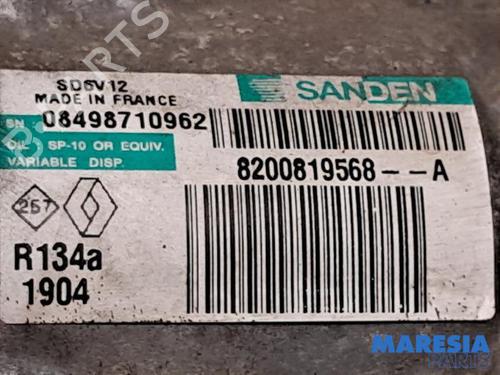 SD6V12
MADE IN FRANCE
SANDEN
SN 08498710962
OIL: SP-10 OR EQUIV.
VARIABLE DISP.
8200819568--A
257
R134a
1904
MARESIA
PARTS